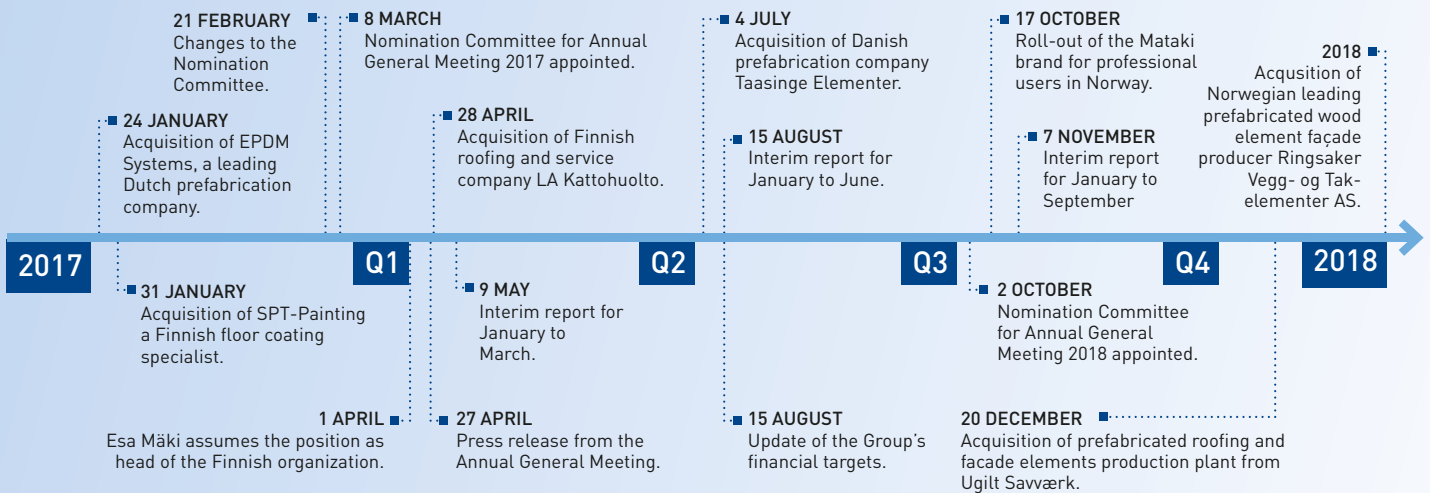 21 FEBRUARY
Changes to the
Nomination
Committee.
8 MARCH
Nomination Committee for Annual
General Meeting 2017 appointed.
4 JULY
Acquisition of Danish
prefabrication company
Taasinge Elementer.
17 OCTOBER
Roll-out of the Mataki
brand for professional
users in Norway.
2018
Acqusition of
Norwegian leading
prefabricated wood
element façade
producer Ringsaker
Vegg- og Tak-
elementer AS.
24 JANUARY
Acquisition of EPDM
Systems, a leading
Dutch prefabrication
company.
28 APRIL
Acquisition of Finnish
roofing and service
company LA Kattohuolto.
15 AUGUST
Interim report for
January to June.
7 NOVEMBER
Interim report
for January to
September
2017
Q1
Q2
Q3
Q4
2018
31 JANUARY
Acquisition of SPT-Painting
a Finnish floor coating
specialist.
9 MAY
Interim report for
January to
March.
2 OCTOBER
Nomination Committee
for Annual General
Meeting 2018 appointed.
1 APRIL
Esa Mäki assumes the position as
head of the Finnish organization.
27 APRIL
Press release from the
Annual General Meeting.
15 AUGUST
Update of the Group's
financial targets.
20 DECEMBER
Acquisition of prefabricated roofing and
facade elements production plant from
Ugilt Savværk.